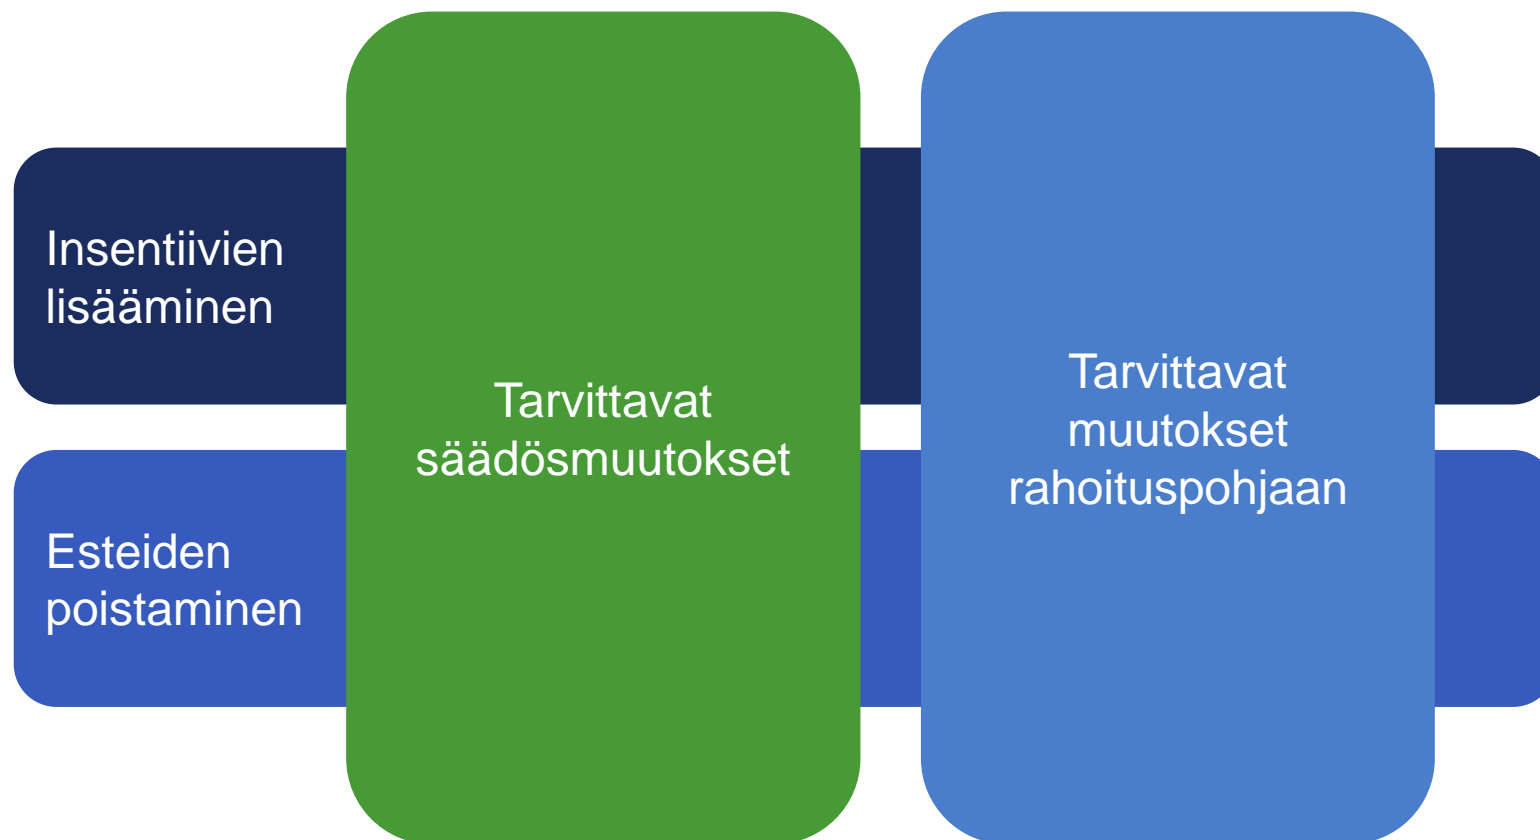 Insentiivien
lisääminen
Esteiden
poistaminen
Tarvittavat
säädösmuutokset
Tarvittavat
muutokset
rahoituspohjaan